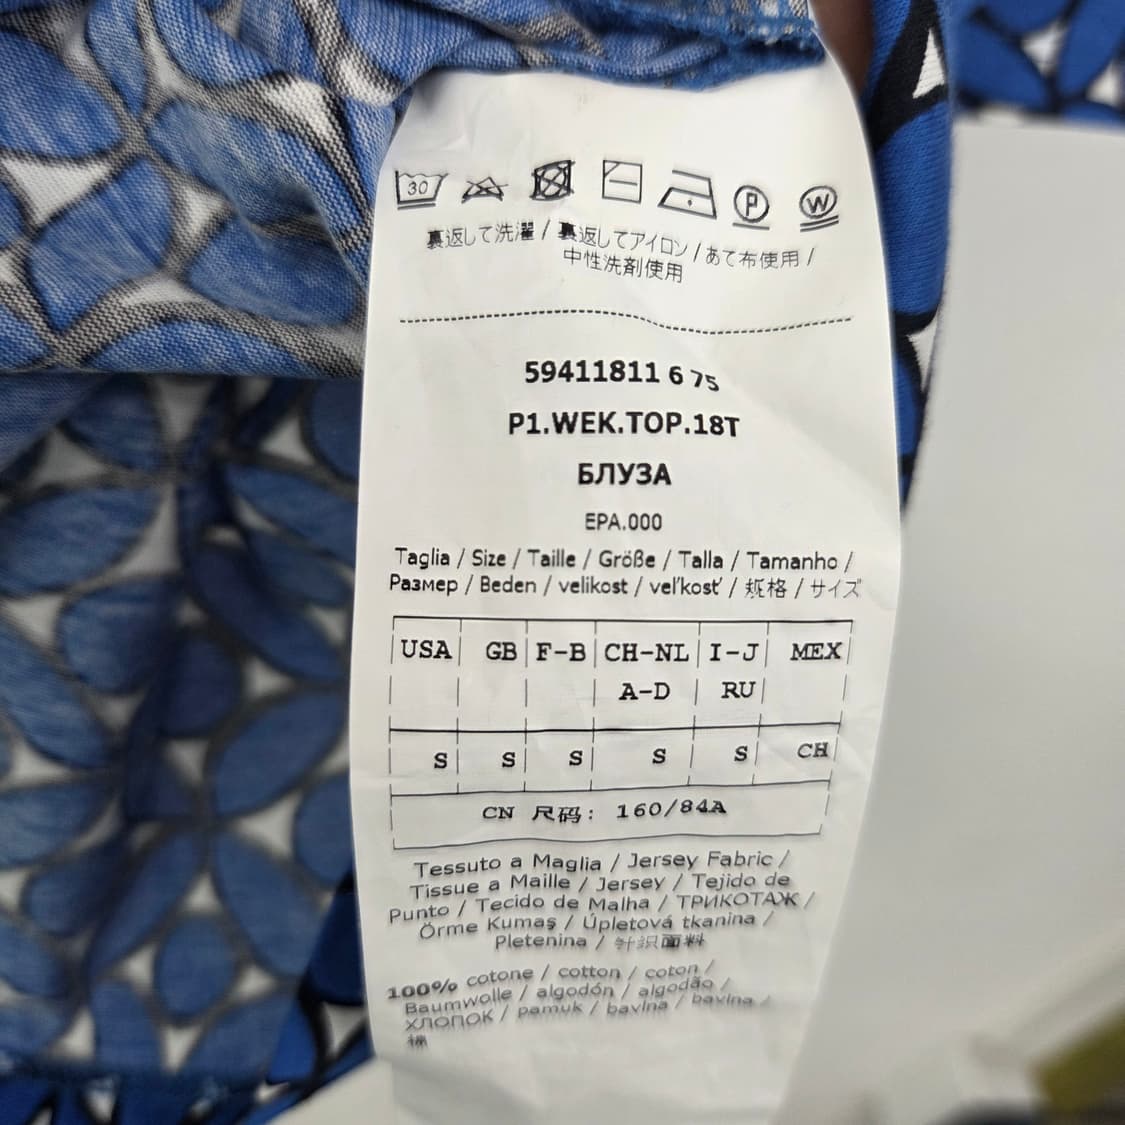 30
P
W
裏返して洗濯 / 裏返してアイロン / あて布使用 /
中性洗剤使用
59411811 6 75
P1.WEK.TOP.18T
БЛУЗА
EPA.000
Taglia / Size / Taille / Größe / Talla / Tamanho /
Размер / Beden / velikost / veľkosť / 规格 / サイズ
USA GB F-B CH-NL I-J MEX
A-D RU
S S S S S CH
CN 尺码: 160/84A
Tessuto a Maglia / Jersey Fabric /
Tissue a Maille / Jersey / Tejido de
Punto / Tecido de Malha / ТРИКОТАЖ /
Örme Kumaş / Úpletová tkanina /
Pletenina / 针织面料
100% cotone / cotton / coton /
Baumwolle / algodón / algodão /
ХЛОПОК / pamuk / bavlna / bavlna /
棉